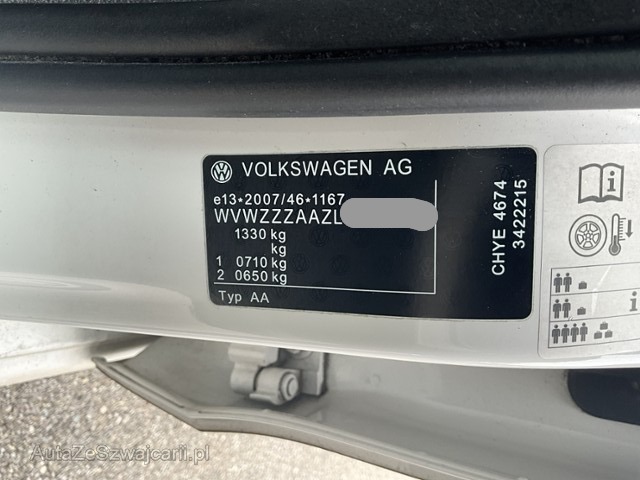 VOLKSWAGEN AG
e13*2007/46*1167
WVWZZZAAZL
1330 kg
kg
1 0710 kg
2 0650 kg
Typ AA
CHYE 4674
3422215
AutaZeSzwajcarii.pl